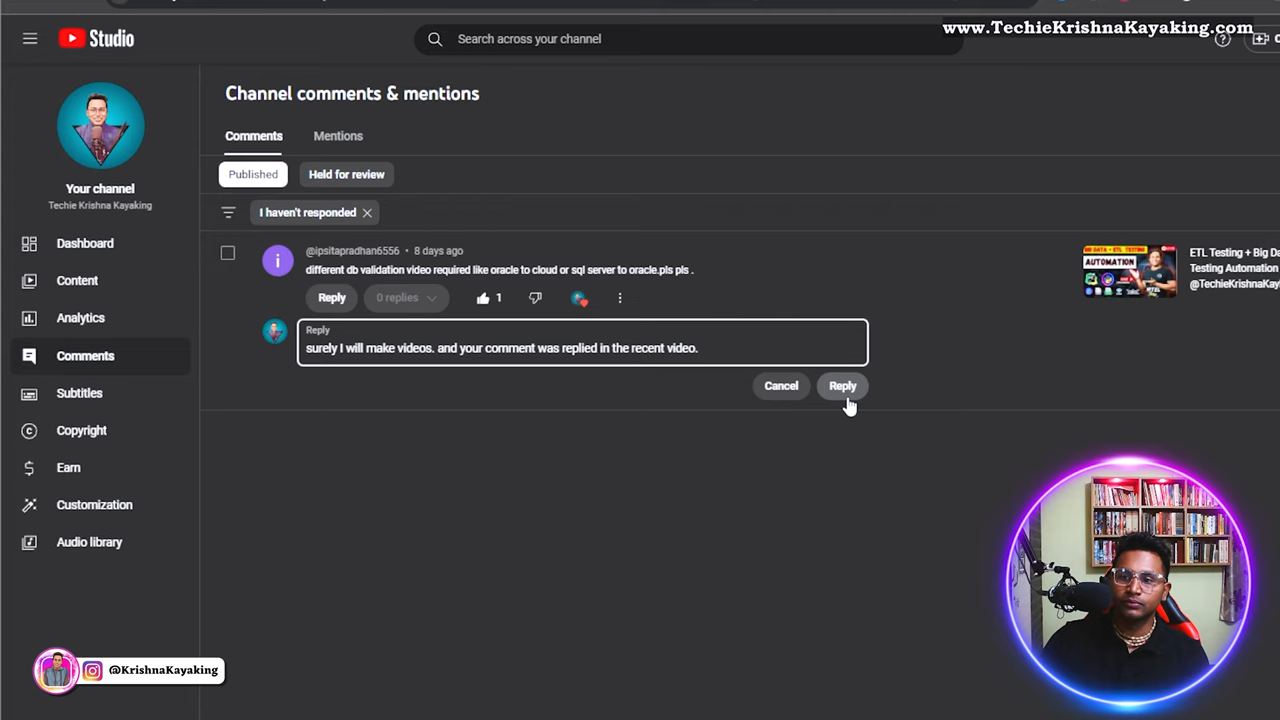 www.TechieKrishnaKayaking.com
Studio
Search across your channel
Channel comments & mentions
Comments
Mentions
Published
Held for review
I haven't responded
Your channel
Techie Krishna Kayaking
Dashboard
Content
Analytics
Comments
Subtitles
Copyright
Earn
Customization
Audio library
i
@ipsitapradhan6556 • 8 days ago
different db validation video required like oracle to cloud or sql server to oracle.pls pls .
Reply
0 replies
1
Reply
surely I will make videos. and your comment was replied in the recent video.
Cancel
Reply
AUTOMATION
ETL Testing + Big Da
Testing Automation
@TechieKrishnaKay
@KrishnaKayaking